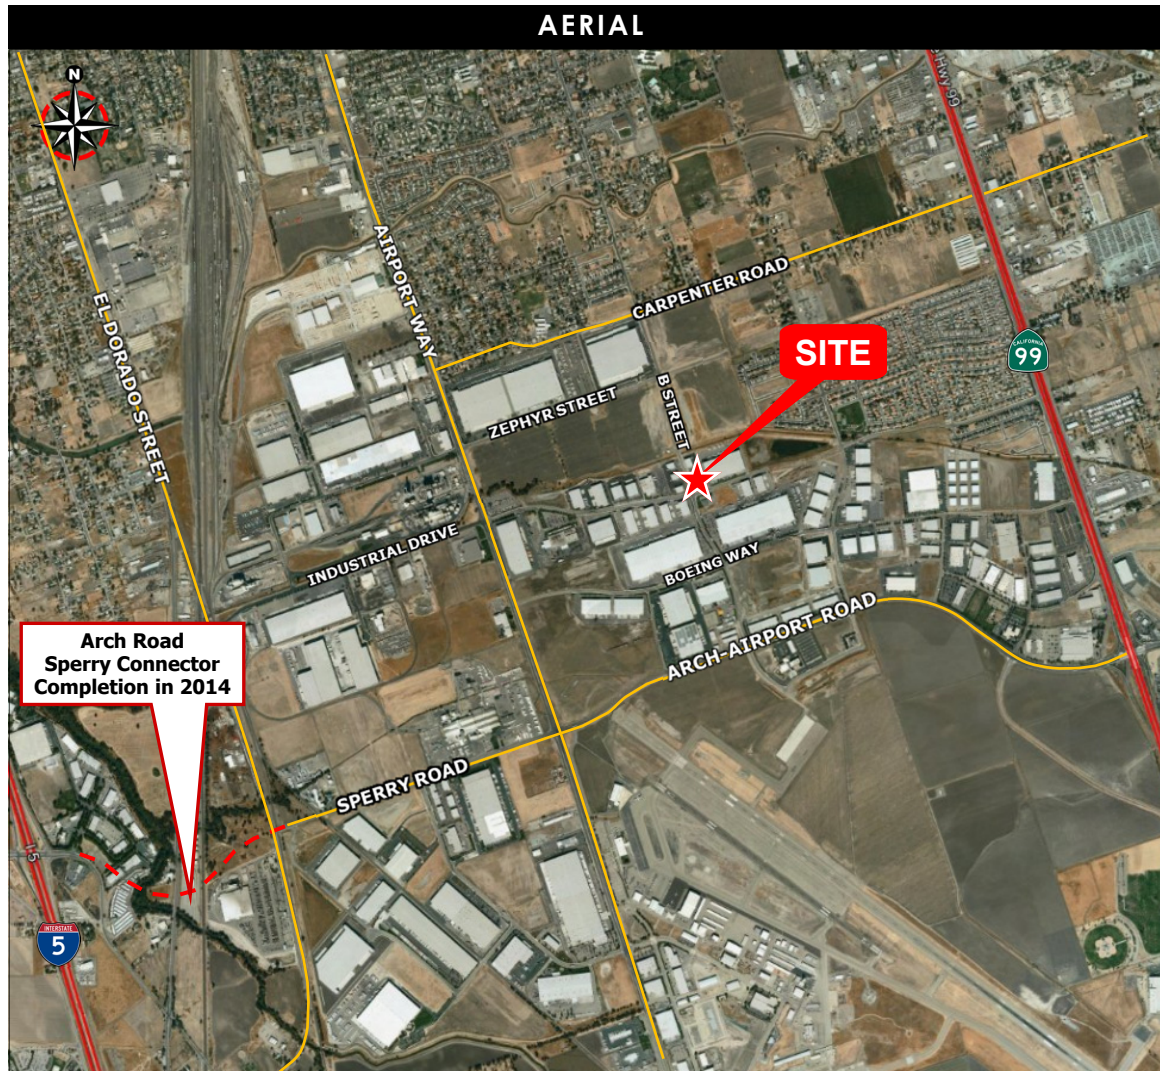 AERIAL
N
Hwy 99
AIRPORT WAY
CARPENTER ROAD
EL DORADO STREET
SITE
CALIFORNIA
99
B STREET
ZEPHYR STREET
INDUSTRIAL DRIVE
BOEING WAY
ARCH-AIRPORT ROAD
Arch Road
Sperry Connector
Completion in 2014
SPERRY ROAD
I-5
INTERSTATE
5